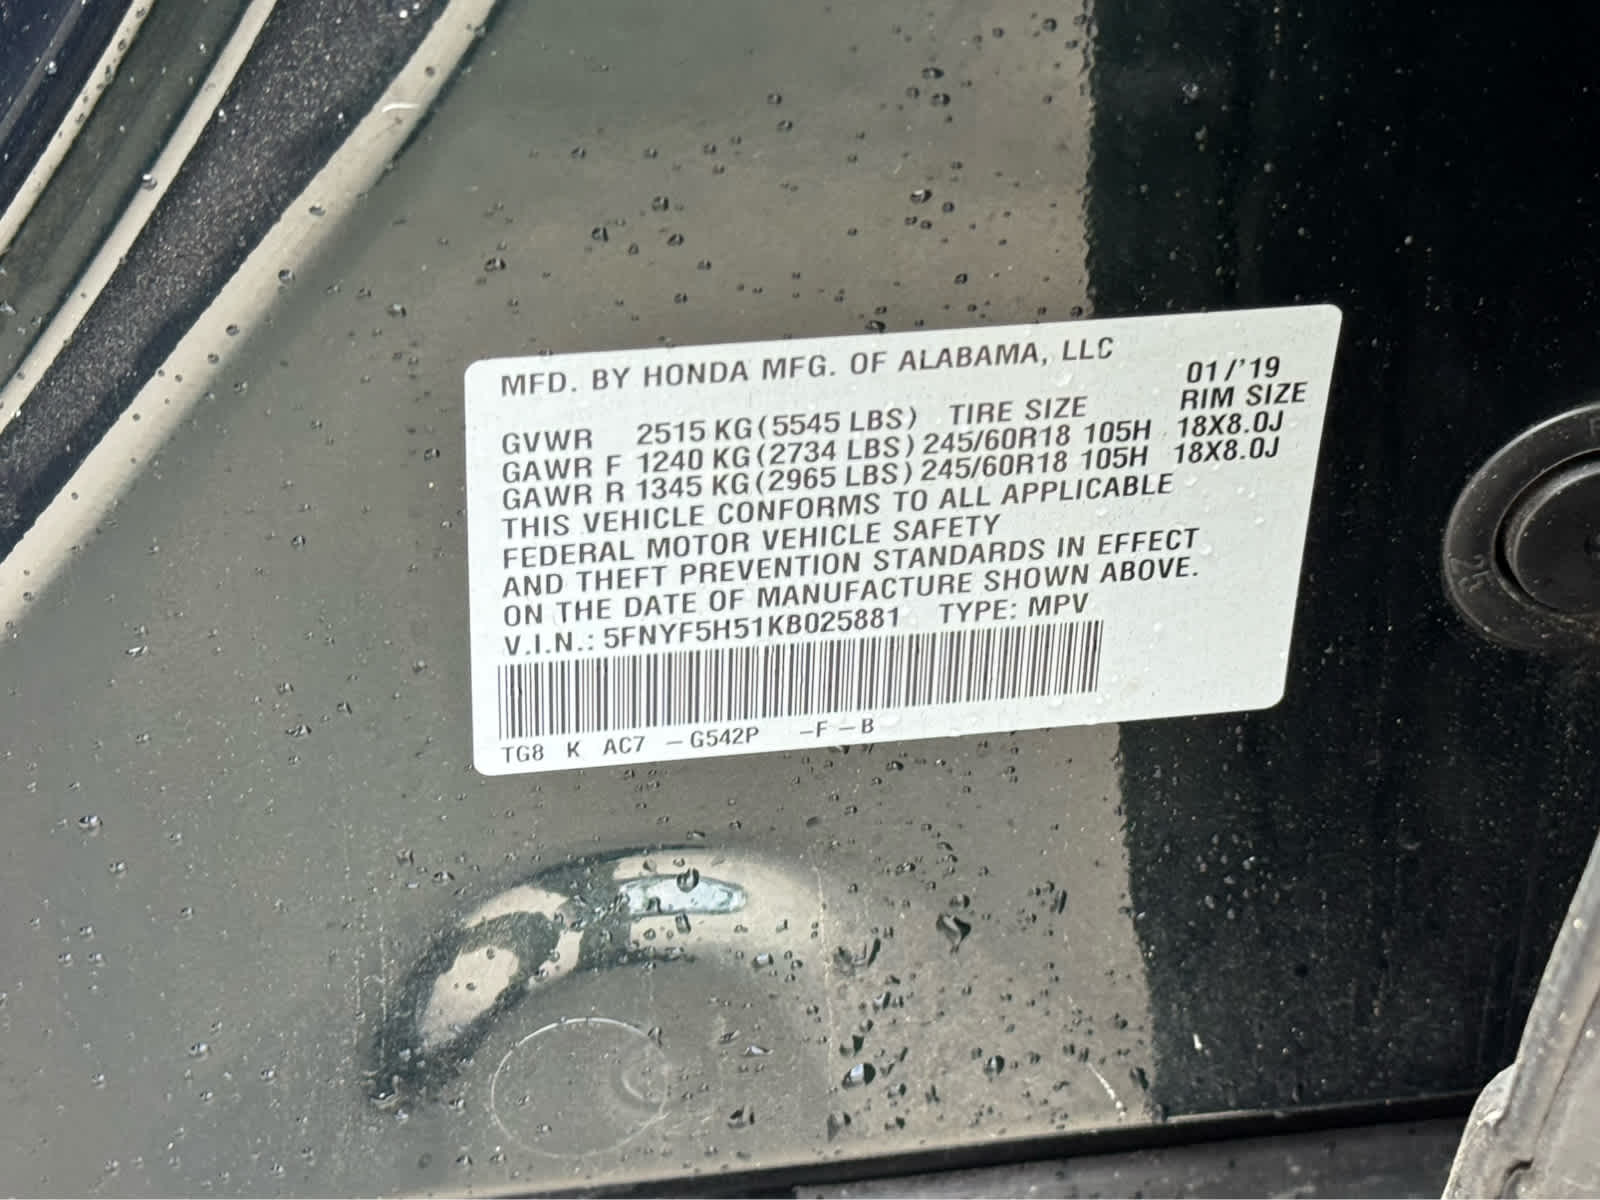 MFD. BY HONDA MFG. OF ALABAMA, LLC
01/'19
GVWR 2515 KG(5545 LBS) TIRE SIZE RIM SIZE
GAWR F 1240 KG(2734 LBS) 245/60R18 105H 18X8.0J
GAWR R 1345 KG(2965 LBS) 245/60R18 105H 18X8.0J
THIS VEHICLE CONFORMS TO ALL APPLICABLE
FEDERAL MOTOR VEHICLE SAFETY
AND THEFT PREVENTION STANDARDS IN EFFECT
ON THE DATE OF MANUFACTURE SHOWN ABOVE.
V.I.N.: 5FNYF5H51KB025881 TYPE: MPV
TG8 K AC7 -G542P -F-B